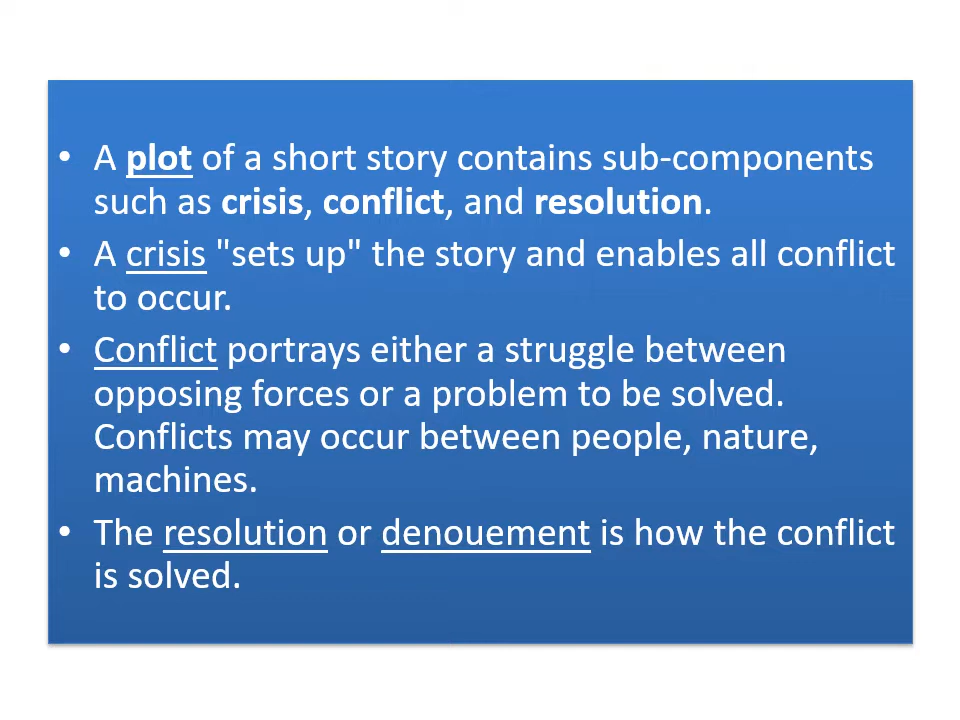 • A plot of a short story contains sub-components
such as crisis, conflict, and resolution.
• A crisis "sets up" the story and enables all conflict
to occur.
• Conflict portrays either a struggle between
opposing forces or a problem to be solved.
Conflicts may occur between people, nature,
machines.
• The resolution or denouement is how the conflict
is solved.